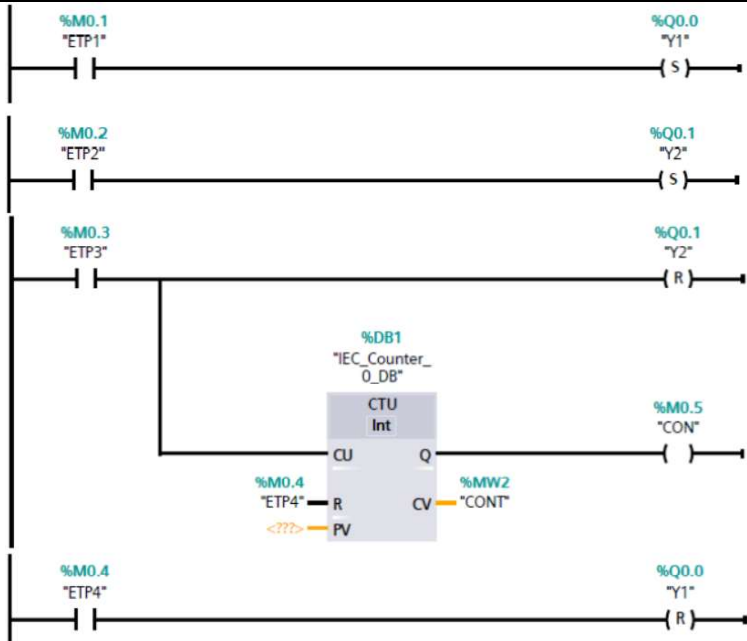 %M0.1
"ETP1"
%Q0.0
"Y1"
S
%M0.2
"ETP2"
%Q0.1
"Y2"
S
%M0.3
"ETP3"
%Q0.1
"Y2"
R
%DB1
"IEC_Counter_
0_DB"
CTU
Int
%M0.5
"CON"
CU Q
%M0.4
"ETP4" R
%MW2
CV "CONT"
<???> PV
%M0.4
"ETP4"
%Q0.0
"Y1"
R